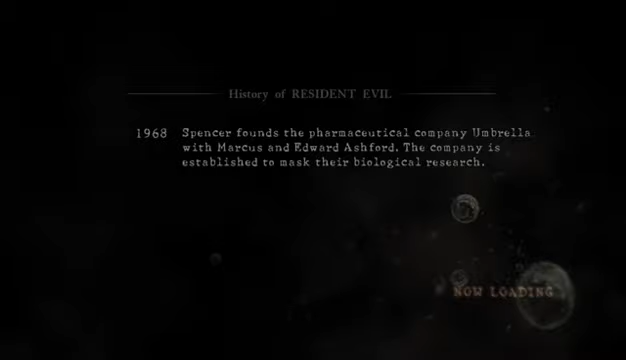 History of RESIDENT EVIL
1968 Spencer founds the pharmaceutical company Umbrella
with Marcus and Edward Ashford. The company is
established to mask their biological research.
NOW LOADING